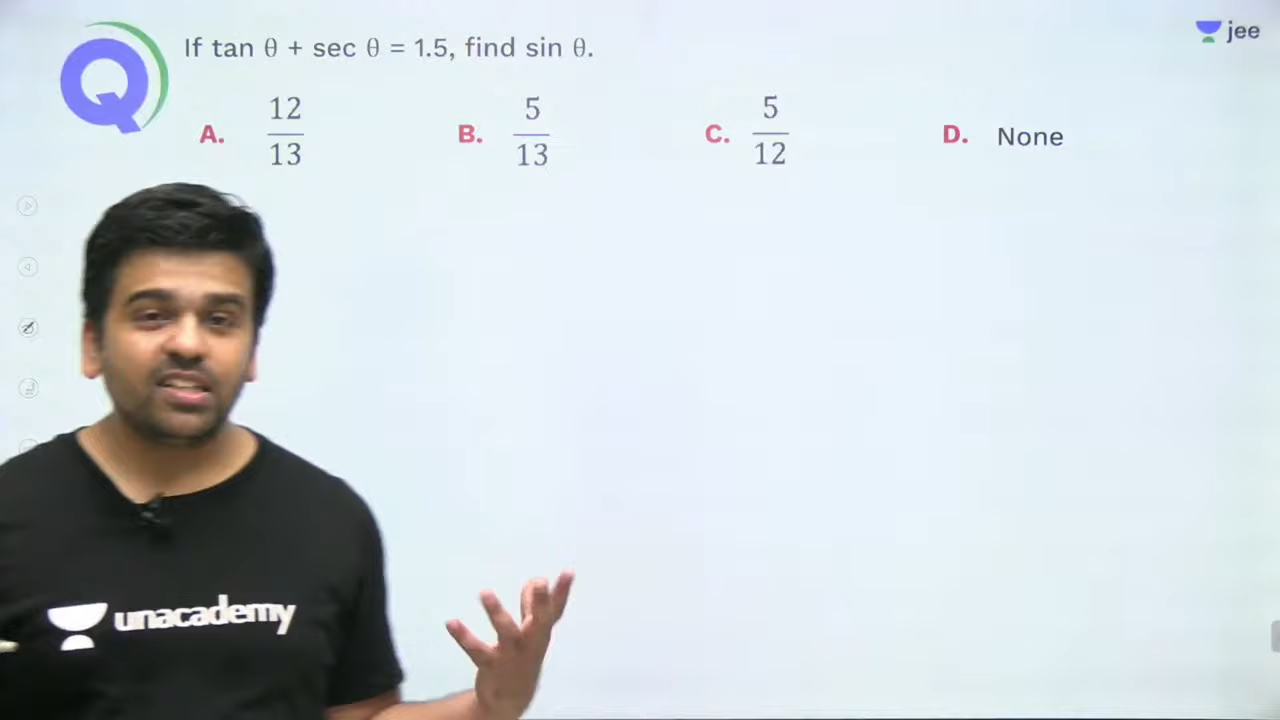 If tan θ + sec θ = 1.5, find sin θ.
jee
A. 12/13 B. 5/13 C. 5/12 D. None
unacademy